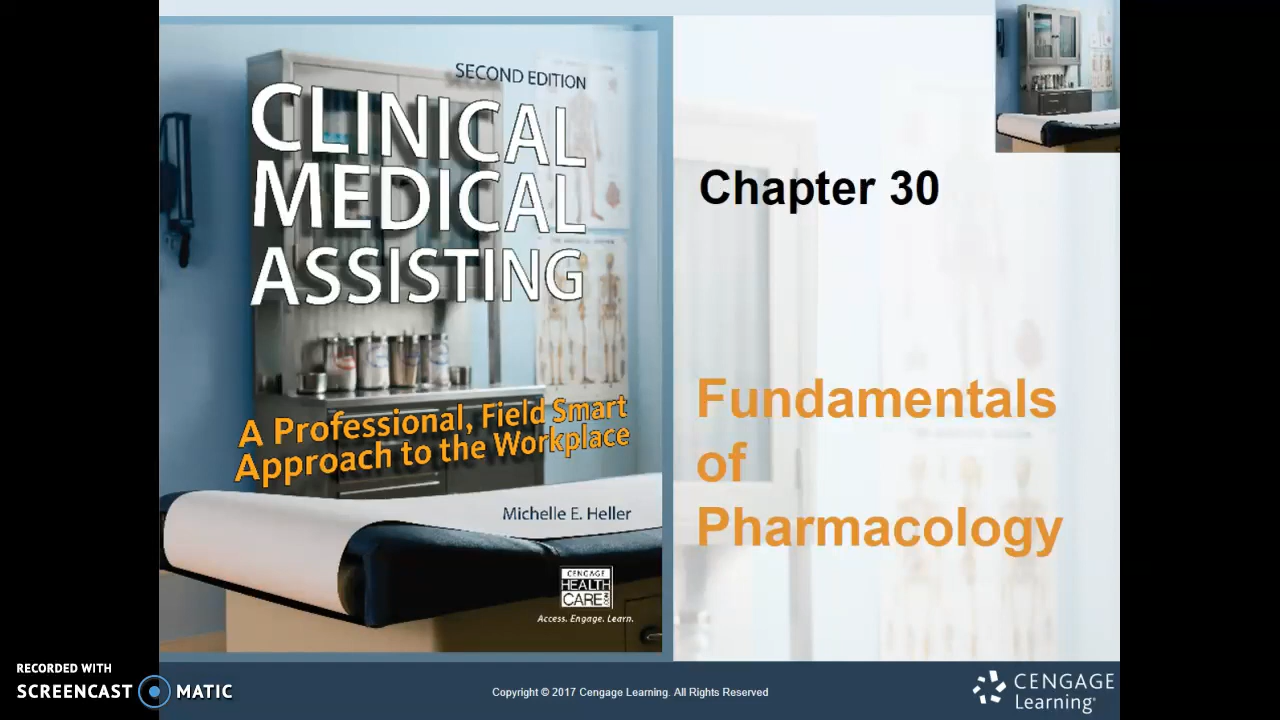 SECOND EDITION
CLINICAL
MEDICAL
ASSISTING
A Professional, Field Smart
Approach to the Workplace
Michelle E. Heller
CENGAGE
HEALTH
CARE.COM
Access. Engage. Learn.
Chapter 30
Fundamentals
of
Pharmacology
RECORDED WITH
SCREENCAST MATIC
Copyright © 2017 Cengage Learning. All Rights Reserved
CENGAGE
Learning®